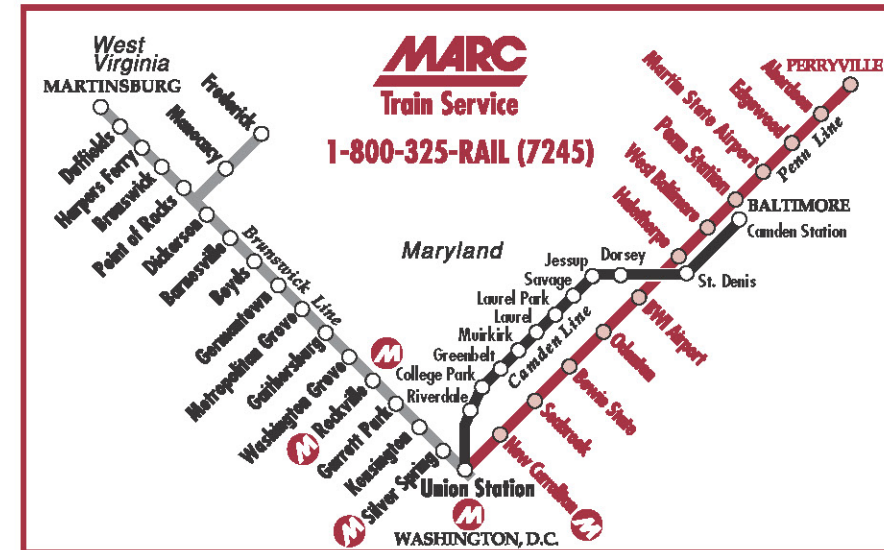 West
Virginia
MARTINSBURG
Duffields
Harpers Ferry
Brunswick
Point of Rocks
Frederick
Monocacy
Dickerson
Barnesville
Boyds
Germantown
Metropolitan Grove
Gaithersburg
Washington Grove
Rockville
Garrett Park
Kensington
Silver Spring
Brunswick Line
MARC
Train Service
1-800-325-RAIL (7245)
Maryland
PERRYVILLE
Aberdeen
Edgewood
Martin State Airport
Penn Station
West Baltimore
Halethorpe
Penn Line
BALTIMORE
Camden Station
St. Denis
Dorsey
Jessup
Savage
Laurel Park
Laurel
Muirkirk
Greenbelt
College Park
Riverdale
Camden Line
BWI Airport
Odenton
Bowie State
Seabrook
New Carrollton
M
M
M
M
M
Union Station
WASHINGTON, D.C.